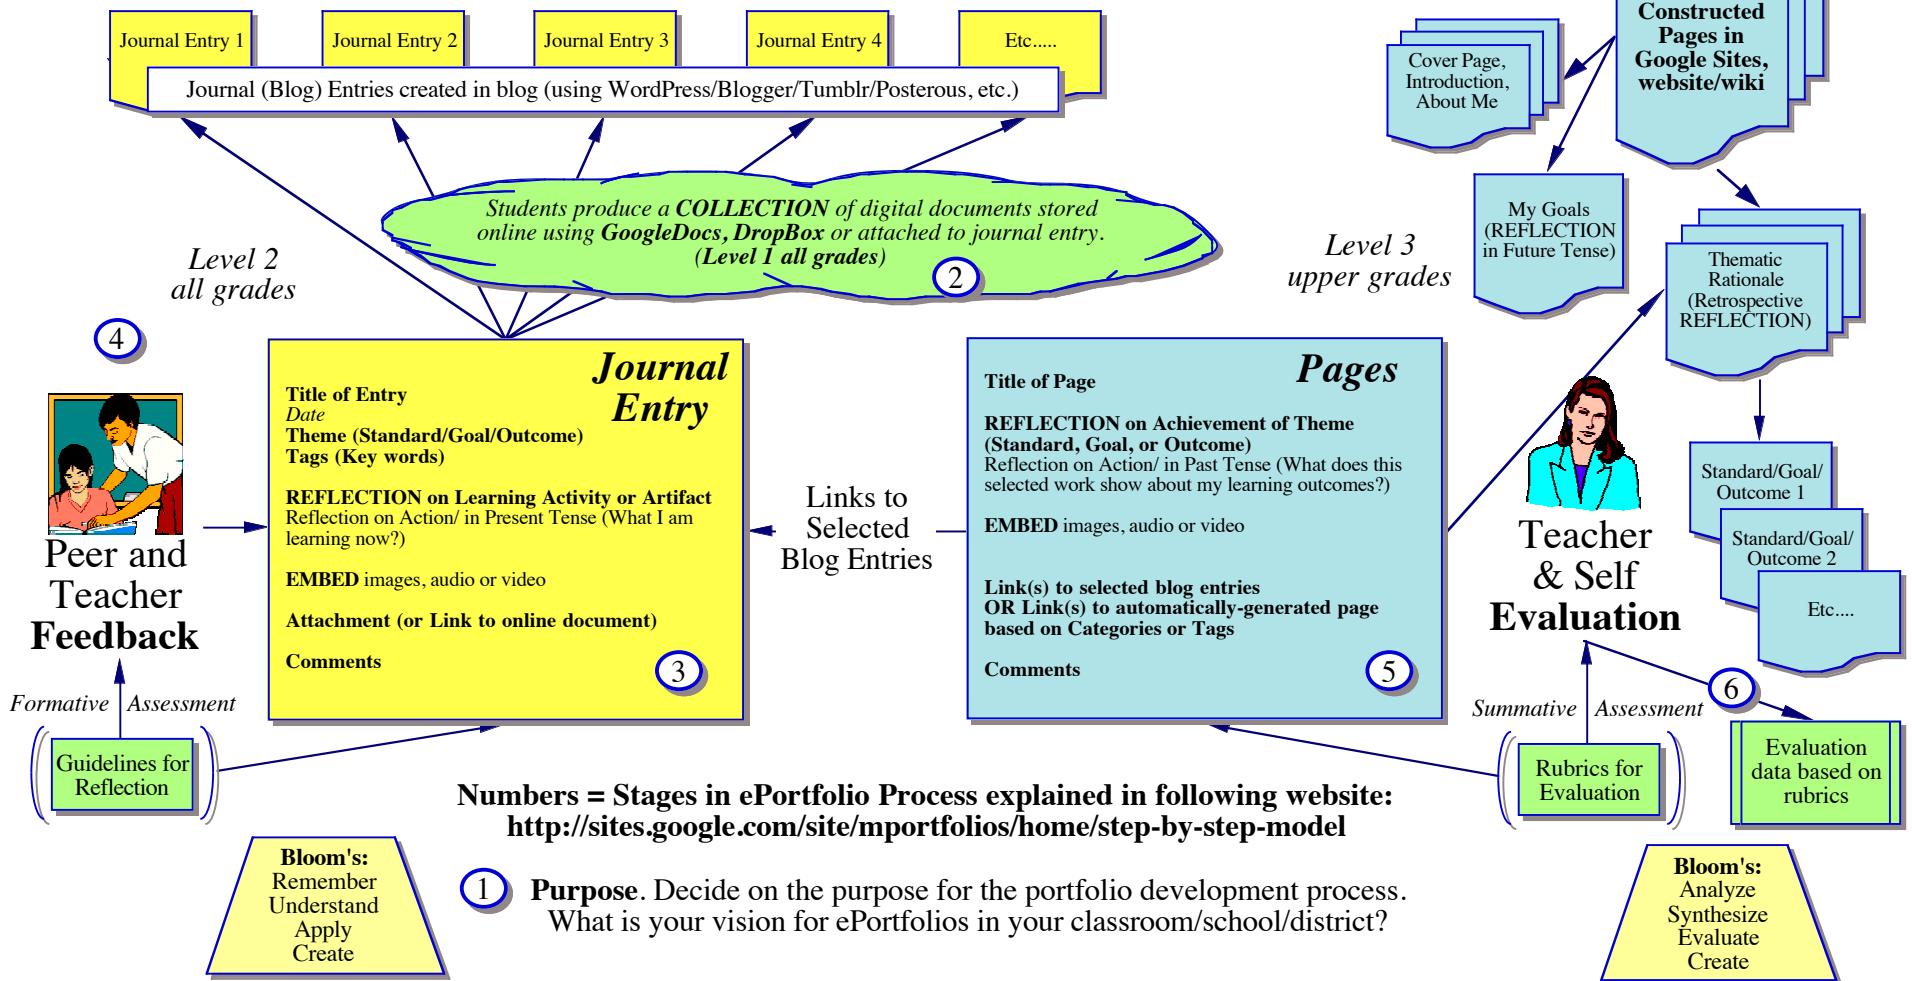 Journal Entry 1
Journal Entry 2
Journal Entry 3
Journal Entry 4
Etc.....
Journal (Blog) Entries created in blog (using WordPress/Blogger/Tumblr/Posterous, etc.)
Constructed
Pages in
Google Sites,
website/wiki
Cover Page,
Introduction,
About Me
My Goals
(REFLECTION
in Future Tense)
Thematic
Rationale
(Retrospective
REFLECTION)
Students produce a COLLECTION of digital documents stored
online using GoogleDocs, DropBox or attached to journal entry.
(Level 1 all grades)
2
Level 2
all grades
Level 3
upper grades
4
Peer and
Teacher
Feedback
Formative Assessment
Guidelines for
Reflection
Journal
Entry
Title of Entry
Date
Theme (Standard/Goal/Outcome)
Tags (Key words)
REFLECTION on Learning Activity or Artifact
Reflection on Action/ in Present Tense (What I am
learning now?)
EMBED images, audio or video
Attachment (or Link to online document)
Comments
3
Links to
Selected
Blog Entries
Pages
Title of Page
REFLECTION on Achievement of Theme
(Standard, Goal, or Outcome)
Reflection on Action/ in Past Tense (What does this
selected work show about my learning outcomes?)
EMBED images, audio or video
Link(s) to selected blog entries
OR Link(s) to automatically-generated page
based on Categories or Tags
Comments
5
Teacher
& Self
Evaluation
Standard/Goal/
Outcome 1
Standard/Goal/
Outcome 2
Etc....
6
Summative Assessment
Rubrics for
Evaluation
Evaluation
data based on
rubrics
Numbers = Stages in ePortfolio Process explained in following website:
http://sites.google.com/site/mportfolios/home/step-by-step-model
1
Purpose. Decide on the purpose for the portfolio development process.
What is your vision for ePortfolios in your classroom/school/district?
Bloom's:
Remember
Understand
Apply
Create
Bloom's:
Analyze
Synthesize
Evaluate
Create